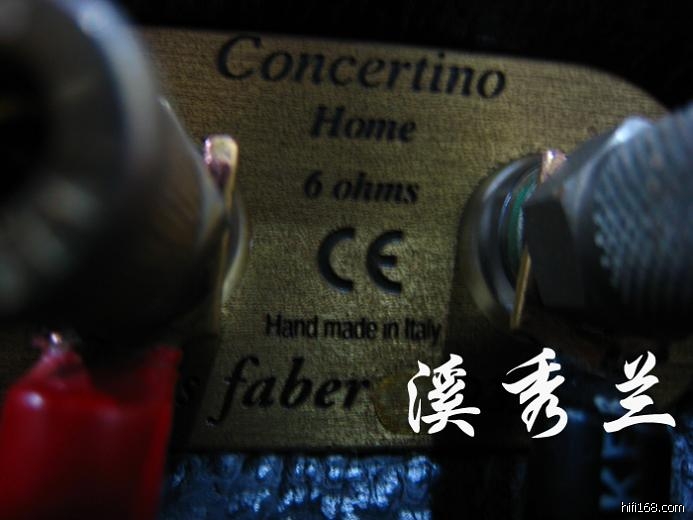 Concertino
Home
6 ohms
CE
Hand made in Italy
s faber
溪秀兰
hifi168.com